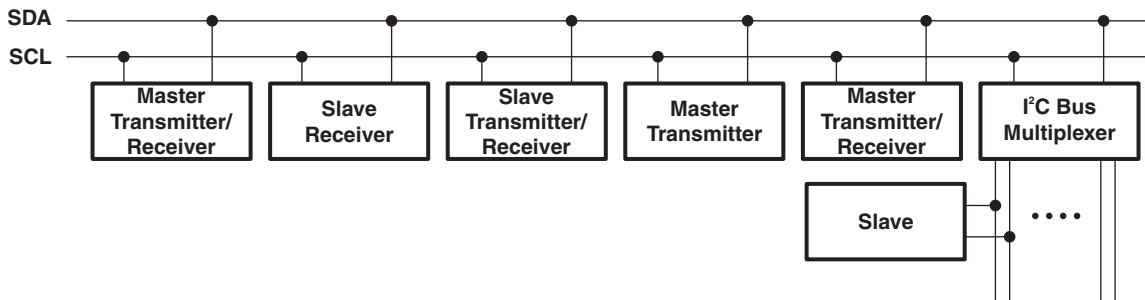 SDA
SCL
Master
Transmitter/
Receiver
Slave
Receiver
Slave
Transmitter/
Receiver
Master
Transmitter
Master
Transmitter/
Receiver
I²C Bus
Multiplexer
Slave